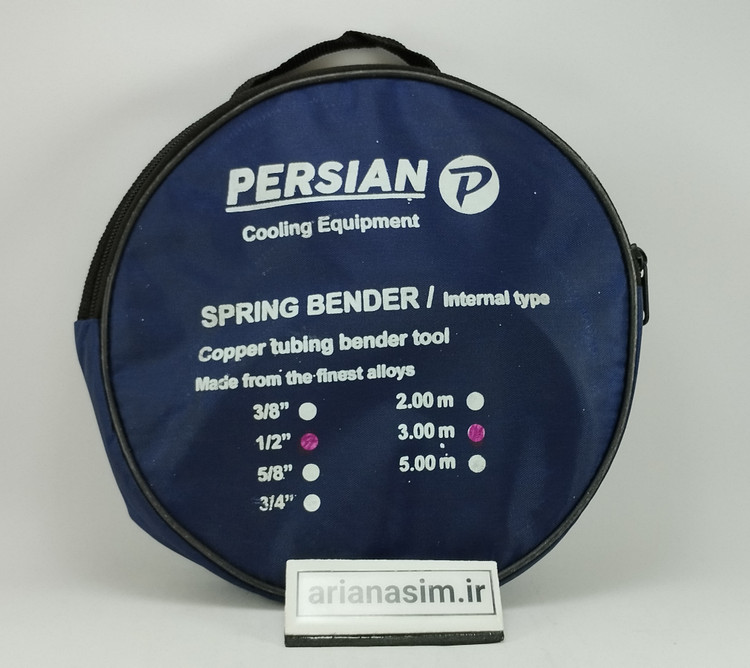 PERSIAN P
Cooling Equipment
SPRING BENDER / Internal type
Copper tubing bender tool
Made from the finest alloys
3/8" 2.00 m
1/2" 3.00 m
5/8" 5.00 m
3/4"
arianasim.ir